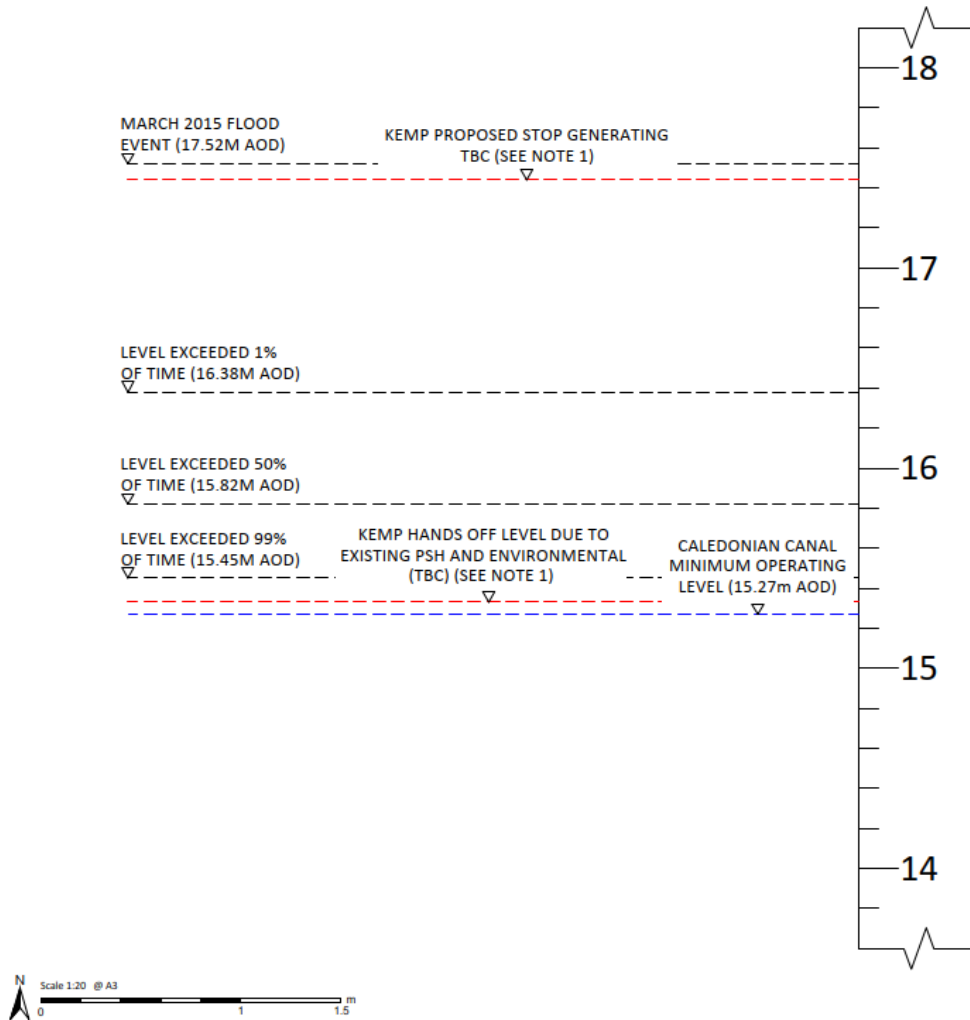 18
MARCH 2015 FLOOD
EVENT (17.52M AOD)
KEMP PROPOSED STOP GENERATING
TBC (SEE NOTE 1)
17
LEVEL EXCEEDED 1%
OF TIME (16.38M AOD)
LEVEL EXCEEDED 50%
OF TIME (15.82M AOD)
16
LEVEL EXCEEDED 99%
OF TIME (15.45M AOD)
KEMP HANDS OFF LEVEL DUE TO
EXISTING PSH AND ENVIRONMENTAL
(TBC) (SEE NOTE 1)
CALEDONIAN CANAL
MINIMUM OPERATING
LEVEL (15.27m AOD)
15
14
N
Scale 1:20 @ A3
0
1
1.5
m